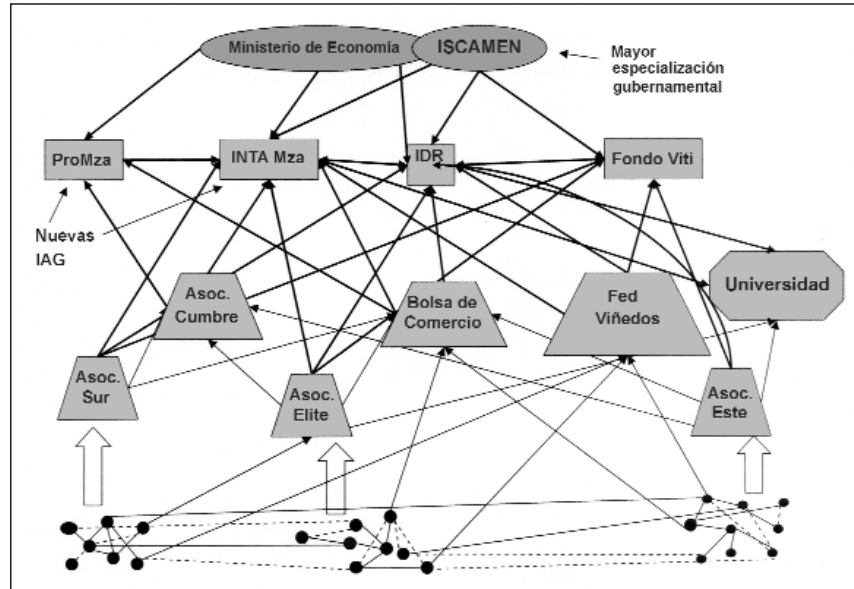 Ministerio de Economía
ISCAMEN
Mayor
especialización
gubernamental
ProMza
INTA Mza
IDR
Fondo Viti
Nuevas
IAG
Universidad
Asoc.
Cumbre
Bolsa de
Comercio
Fed
Viñedos
Asoc.
Sur
Asoc.
Elite
Asoc.
Este